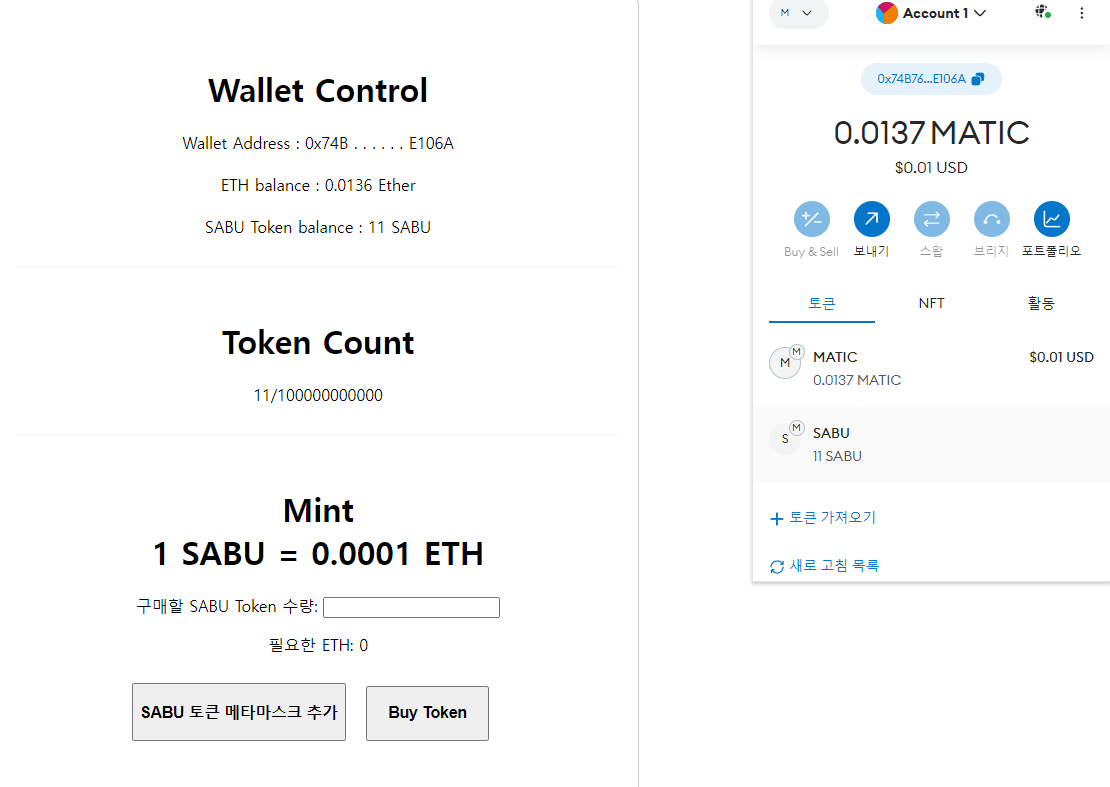 Wallet Control
Wallet Address : 0x74B . . . . . . E106A
ETH balance : 0.0136 Ether
SABU Token balance : 11 SABU
Token Count
11/100000000000
Mint
1 SABU = 0.0001 ETH
구매할 SABU Token 수량:
필요한 ETH: 0
SABU 토큰 메타마스크 추가
Buy Token
M
Account 1
0x74B76...E106A
0.0137 MATIC
$0.01 USD
Buy & Sell
보내기
스왑
브리지
포트폴리오
토큰
NFT
활동
M
M
MATIC
$0.01 USD
0.0137 MATIC
S
M
SABU
11 SABU
토큰 가져오기
새로 고침 목록